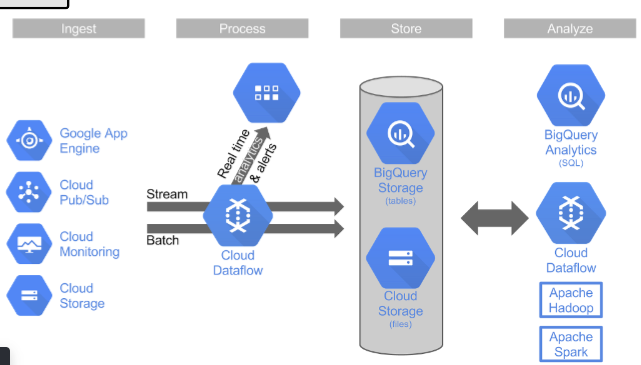 Ingest
Process
Store
Analyze
Google App
Engine
Cloud
Pub/Sub
Cloud
Monitoring
Cloud
Storage
Real time
analytics
& alerts
Stream
Batch
Cloud
Dataflow
BigQuery
Storage
(tables)
Cloud
Storage
(files)
BigQuery
Analytics
(SQL)
Cloud
Dataflow
Apache
Hadoop
Apache
Spark